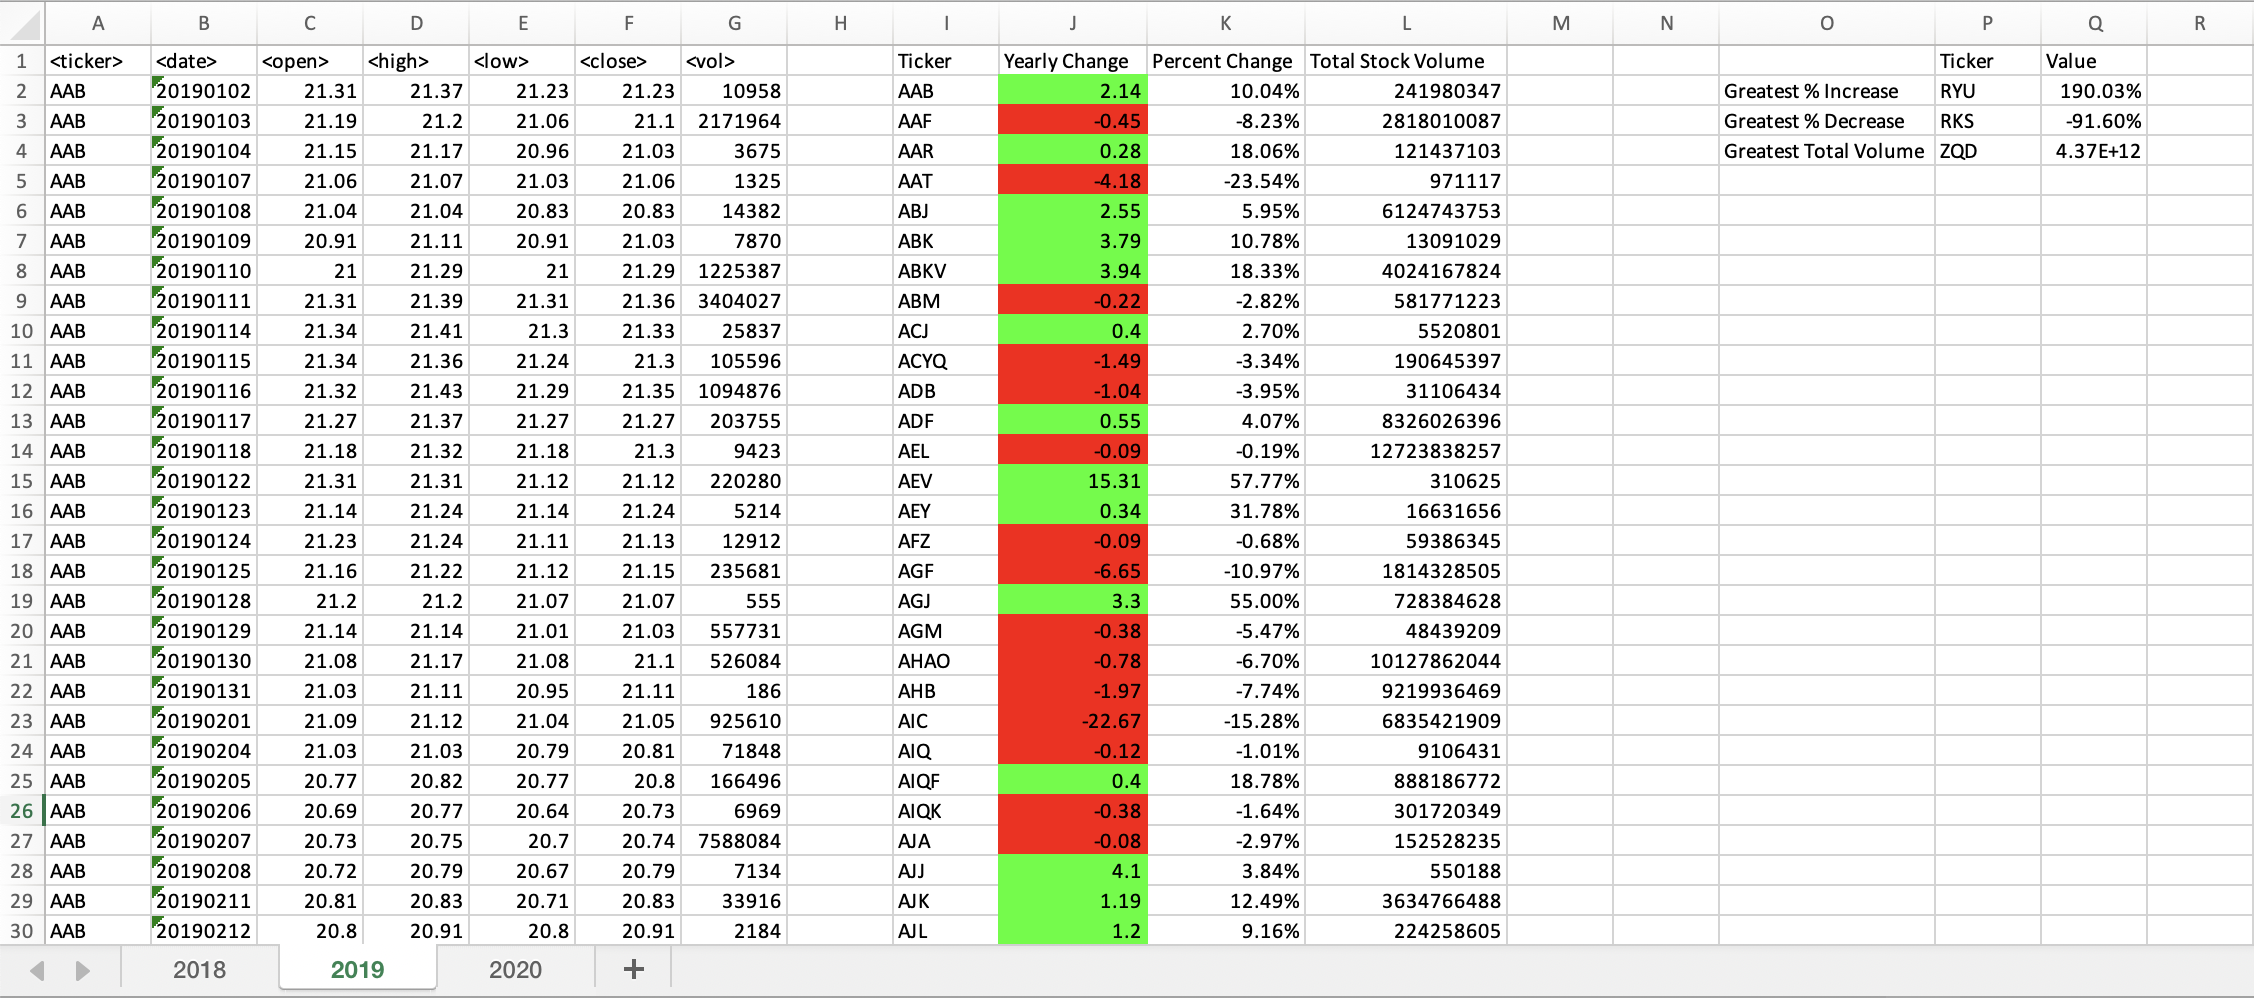 A B C D E F G H I J K L M N O P Q R
1 <ticker> <date> <open> <high> <low> <close> <vol> Ticker Yearly Change Percent Change Total Stock Volume Ticker Value
2 AAB 20190102 21.31 21.37 21.23 21.23 10958 AAB 2.14 10.04% 241980347 Greatest % Increase RYU 190.03%
3 AAB 20190103 21.19 21.2 21.06 21.1 2171964 AAF -0.45 -8.23% 2818010087 Greatest % Decrease RKS -91.60%
4 AAB 20190104 21.15 21.17 20.96 21.03 3675 AAR 0.28 18.06% 121437103 Greatest Total Volume ZQD 4.37E+12
5 AAB 20190107 21.06 21.07 21.03 21.06 1325 AAT -4.18 -23.54% 971117
6 AAB 20190108 21.04 21.04 20.83 20.83 14382 ABJ 2.55 5.95% 6124743753
7 AAB 20190109 20.91 21.11 20.91 21.03 7870 ABK 3.79 10.78% 13091029
8 AAB 20190110 21 21.29 21 21.29 1225387 ABKV 3.94 18.33% 4024167824
9 AAB 20190111 21.31 21.39 21.31 21.36 3404027 ABM -0.22 -2.82% 581771223
10 AAB 20190114 21.34 21.41 21.3 21.33 25837 ACJ 0.4 2.70% 5520801
11 AAB 20190115 21.34 21.36 21.24 21.3 105596 ACYQ -1.49 -3.34% 190645397
12 AAB 20190116 21.32 21.43 21.29 21.35 1094876 ADB -1.04 -3.95% 31106434
13 AAB 20190117 21.27 21.37 21.27 21.27 203755 ADF 0.55 4.07% 8326026396
14 AAB 20190118 21.18 21.32 21.18 21.3 9423 AEL -0.09 -0.19% 12723838257
15 AAB 20190122 21.31 21.31 21.12 21.12 220280 AEV 15.31 57.77% 310625
16 AAB 20190123 21.14 21.24 21.14 21.24 5214 AEY 0.34 31.78% 16631656
17 AAB 20190124 21.23 21.24 21.11 21.13 12912 AFZ -0.09 -0.68% 59386345
18 AAB 20190125 21.16 21.22 21.12 21.15 235681 AGF -6.65 -10.97% 1814328505
19 AAB 20190128 21.2 21.2 21.07 21.07 555 AGJ 3.3 55.00% 728384628
20 AAB 20190129 21.14 21.14 21.01 21.03 557731 AGM -0.38 -5.47% 48439209
21 AAB 20190130 21.08 21.17 21.08 21.1 526084 AHAO -0.78 -6.70% 10127862044
22 AAB 20190131 21.03 21.11 20.95 21.11 186 AHB -1.97 -7.74% 9219936469
23 AAB 20190201 21.09 21.12 21.04 21.05 925610 AIC -22.67 -15.28% 6835421909
24 AAB 20190204 21.03 21.03 20.79 20.81 71848 AIQ -0.12 -1.01% 9106431
25 AAB 20190205 20.77 20.82 20.77 20.8 166496 AIQF 0.4 18.78% 888186772
26 AAB 20190206 20.69 20.77 20.64 20.73 6969 AIQK -0.38 -1.64% 301720349
27 AAB 20190207 20.73 20.75 20.7 20.74 7588084 AJA -0.08 -2.97% 152528235
28 AAB 20190208 20.72 20.79 20.67 20.79 7134 AJJ 4.1 3.84% 550188
29 AAB 20190211 20.81 20.83 20.71 20.83 33916 AJK 1.19 12.49% 3634766488
30 AAB 20190212 20.8 20.91 20.8 20.91 2184 AJL 1.2 9.16% 224258605
2018 2019 2020 +